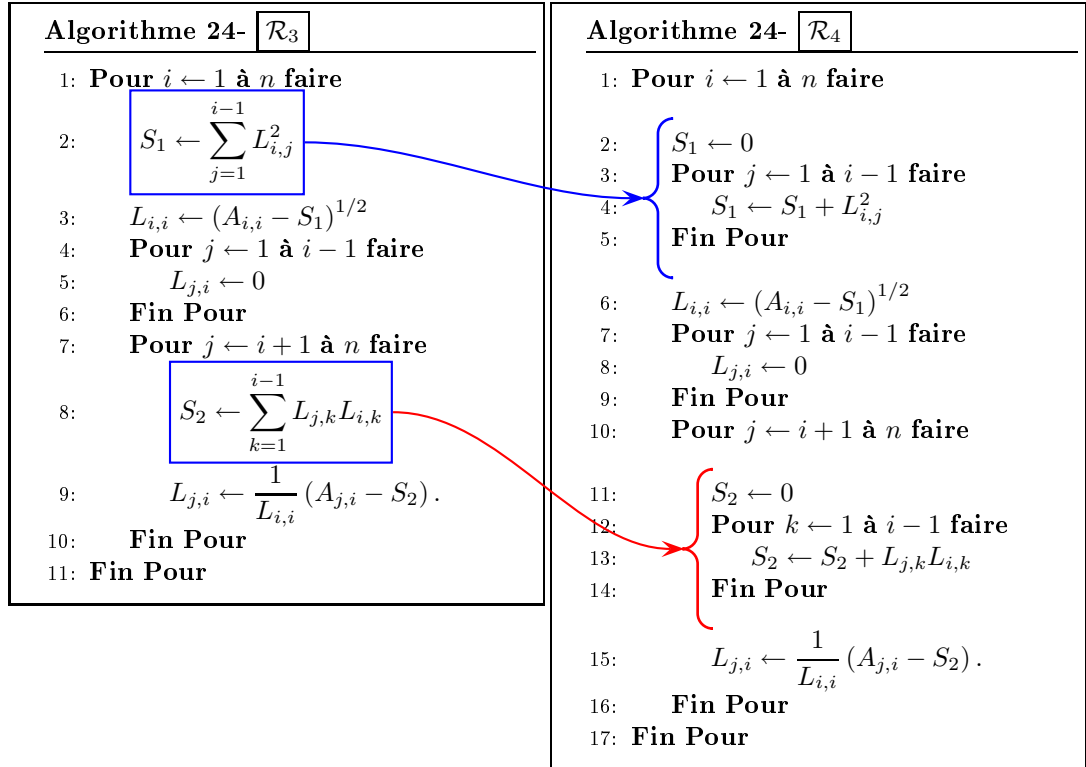 Algorithme 24- R₃
1: Pour i ← 1 à n faire
2: S₁ ← ∑_{j=1}^{i−1} L²_{i,j}
3: L_{i,i} ← (A_{i,i} − S₁)^{1/2}
4: Pour j ← 1 à i − 1 faire
5: L_{j,i} ← 0
6: Fin Pour
7: Pour j ← i + 1 à n faire
8: S₂ ← ∑_{k=1}^{i−1} L_{j,k}L_{i,k}
9: L_{j,i} ← 1/L_{i,i} (A_{j,i} − S₂).
10: Fin Pour
11: Fin Pour
Algorithme 24- R₄
1: Pour i ← 1 à n faire
2: S₁ ← 0
3: Pour j ← 1 à i − 1 faire
4: S₁ ← S₁ + L²_{i,j}
5: Fin Pour
6: L_{i,i} ← (A_{i,i} − S₁)^{1/2}
7: Pour j ← 1 à i − 1 faire
8: L_{j,i} ← 0
9: Fin Pour
10: Pour j ← i + 1 à n faire
11: S₂ ← 0
12: Pour k ← 1 à i − 1 faire
13: S₂ ← S₂ + L_{j,k}L_{i,k}
14: Fin Pour
15: L_{j,i} ← 1/L_{i,i} (A_{j,i} − S₂).
16: Fin Pour
17: Fin Pour